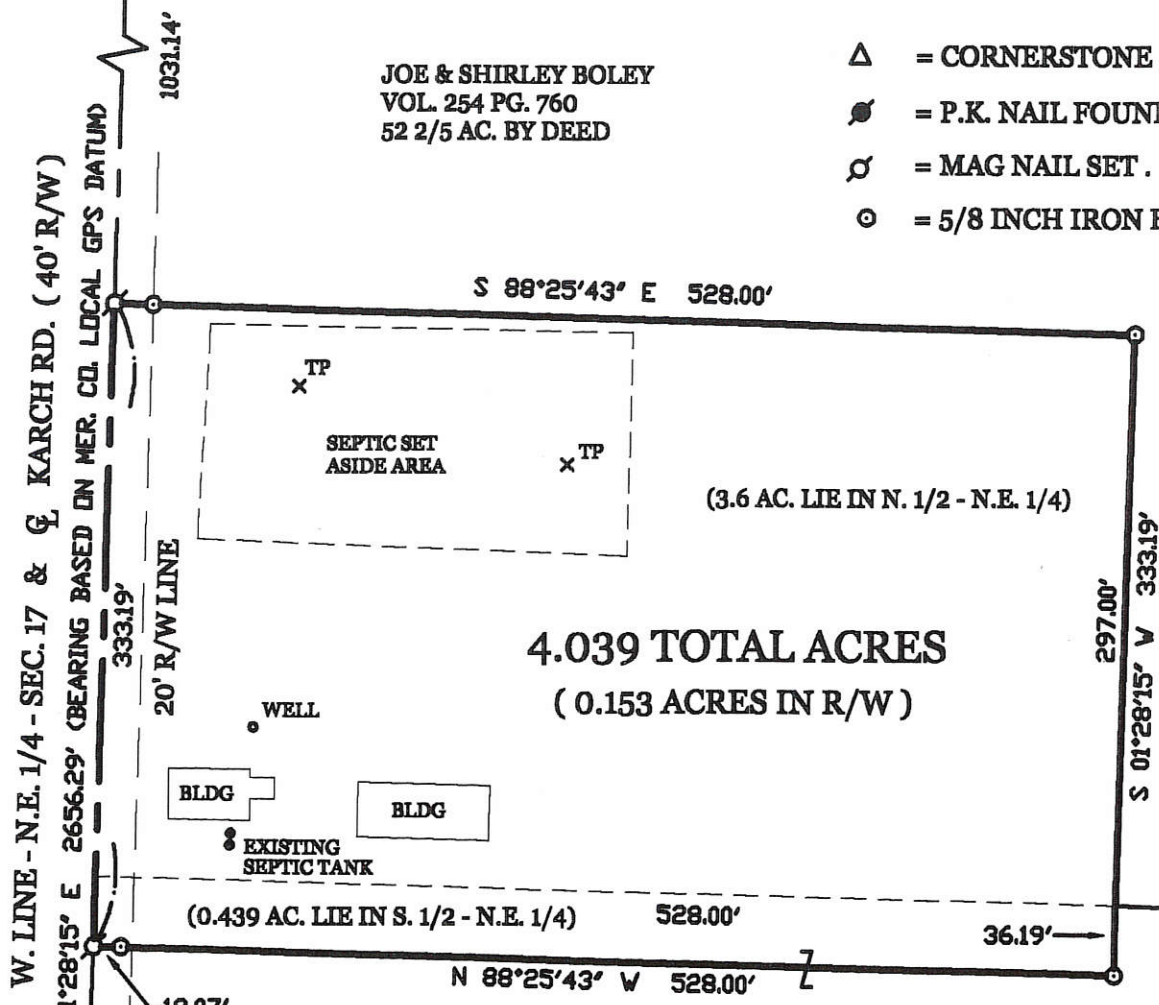 1031.14'
JOE & SHIRLEY BOLEY
VOL. 254 PG. 760
52 2/5 AC. BY DEED
= CORNERSTONE
= P.K. NAIL
= MAG NAIL SET .
= 5/8 INCH IRON
W. LINE - N.E. 1/4 - SEC. 17 & ℄ KARCH RD. ( 40' R/W )
1°28'15" E 2656.29' (BEARING BASED ON MER. CO. LOCAL GPS DATUM)
333.19'
20' R/W LINE
S 88°25'43" E 528.00'
TP
SEPTIC SET
ASIDE AREA
TP
(3.6 AC. LIE IN N. 1/2 - N.E. 1/4)
4.039 TOTAL ACRES
( 0.153 ACRES IN R/W )
297.00'
S 01°28'15" W 333.19'
WELL
BLDG
BLDG
EXISTING
SEPTIC TANK
(0.439 AC. LIE IN S. 1/2 - N.E. 1/4)
528.00'
36.19'
N 88°25'43" W 528.00'